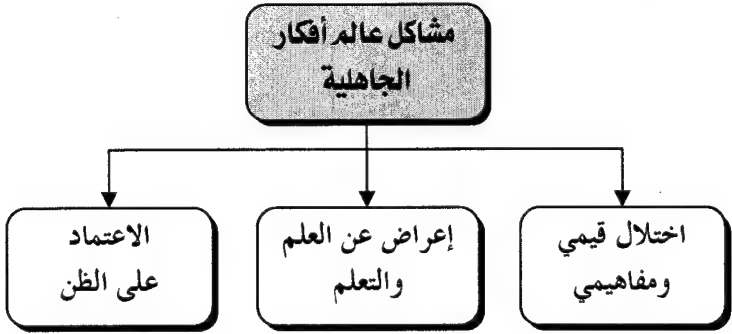 مشاكل عالم أفكار
الجاهلية
اختلال قيمي
ومفاهيمي
إعراض عن العلم
والتعلم
الاعتماد
على الظن